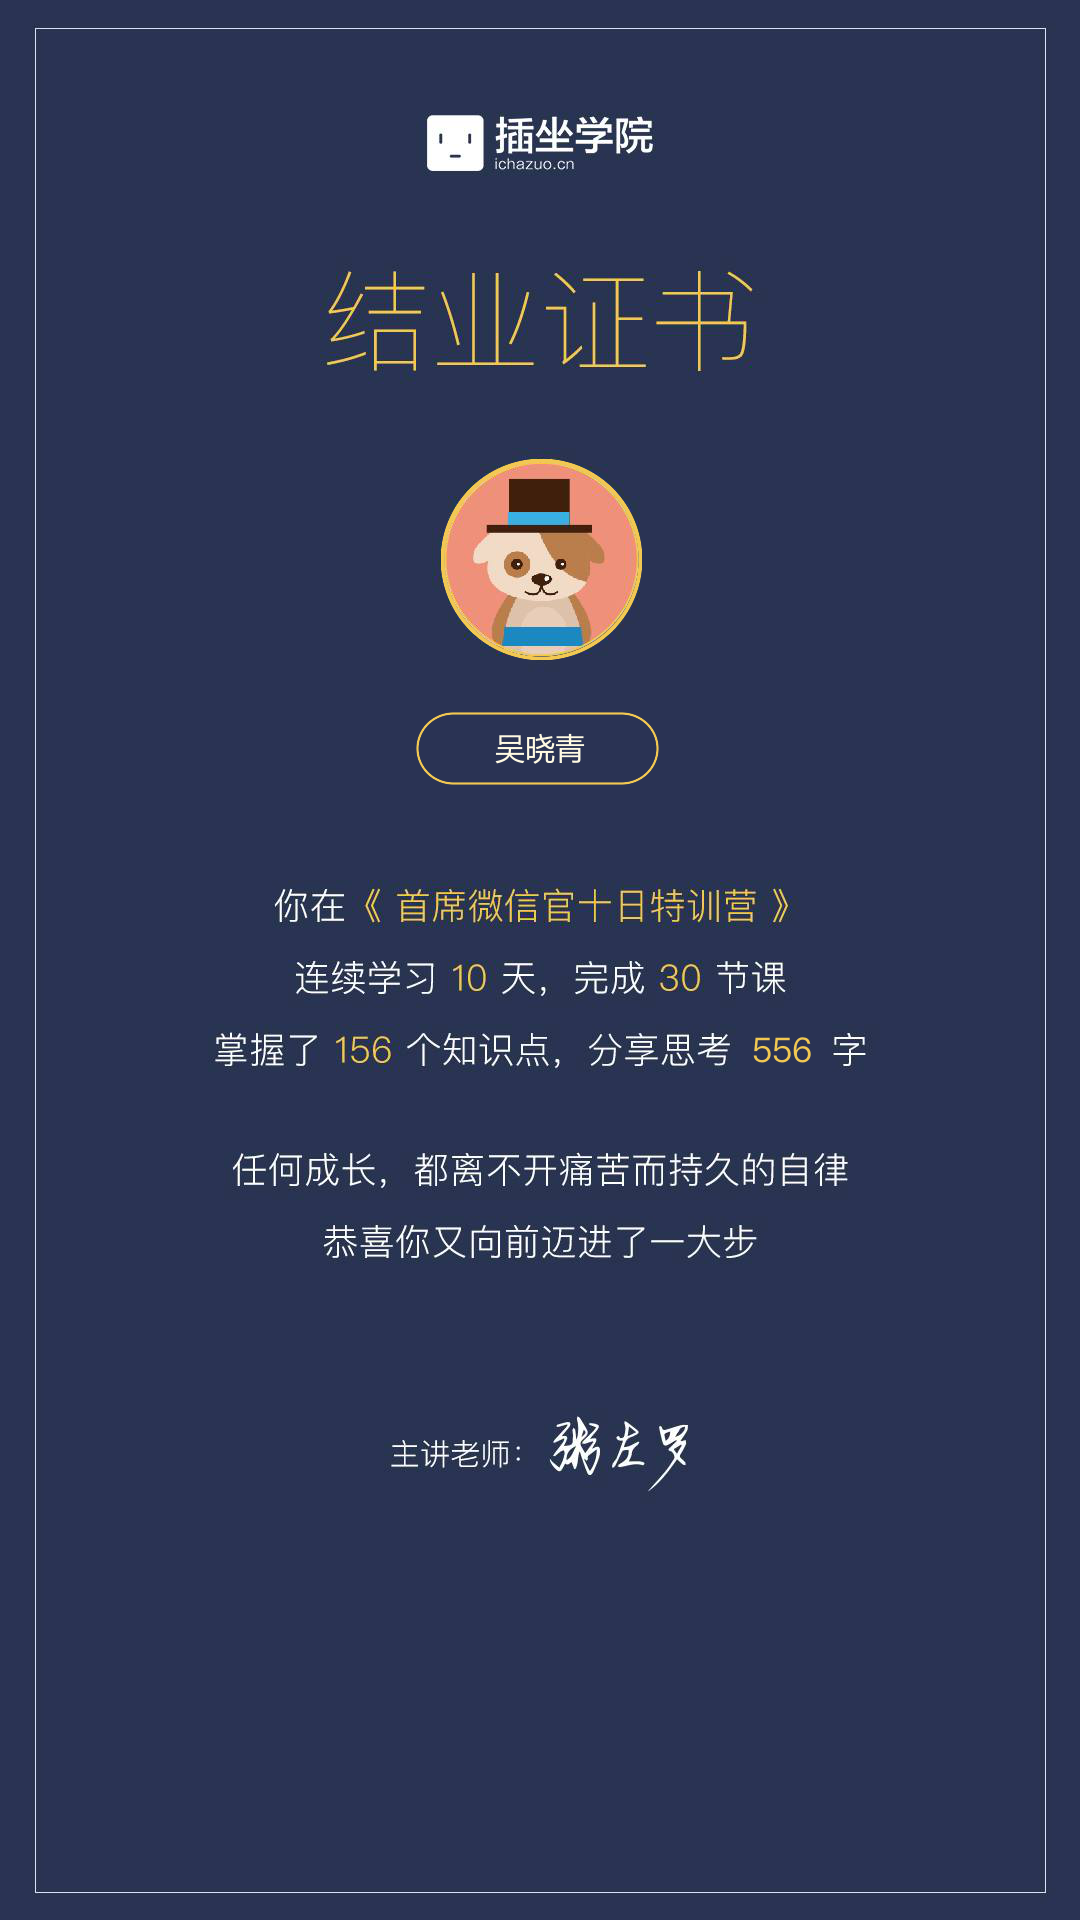 插坐学院
ichazuo.cn
结业证书
吴晓青
你在《 首席微信官十日特训营 》
连续学习 10 天，完成 30 节课
掌握了 156 个知识点，分享思考 556 字
任何成长，都离不开痛苦而持久的自律
恭喜你又向前迈进了一大步
主讲老师：粥左罗